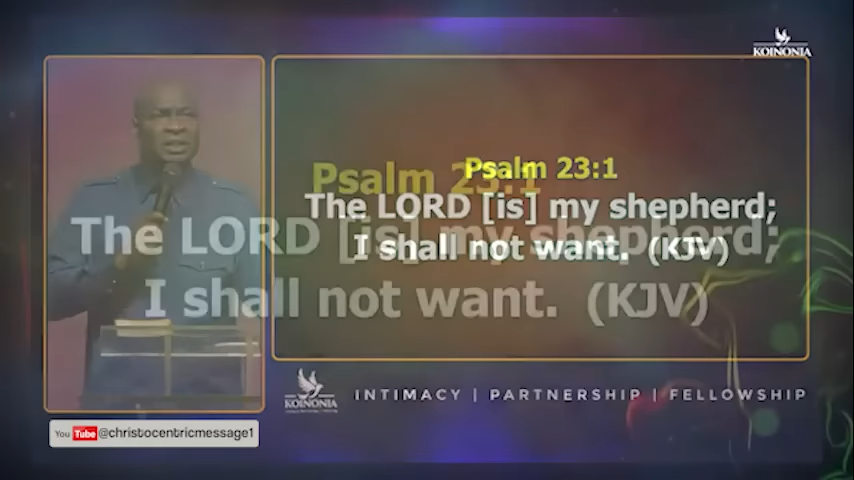 KOINONIA
Psalm 23:1
The LORD [is] my shepherd;
I shall not want. (KJV)
Psalm 23:1
The LORD [is] my shepherd;
I shall not want. (KJV)
KOINONIA
INTIMACY | PARTNERSHIP | FELLOWSHIP
You Tube @christocentricmessage1